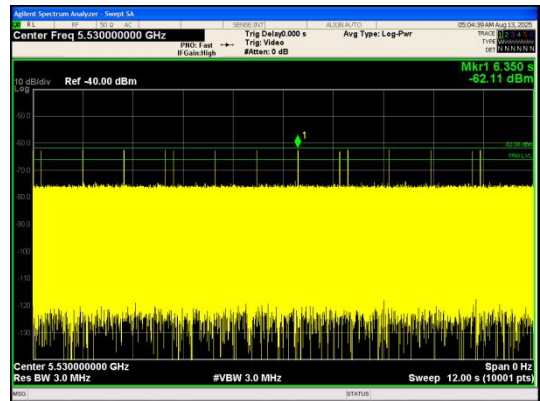 Agilent Spectrum Analyzer - Swept SA
RL RF 50 Ω AC SENSE:INT ALIGN AUTO 05:04:39 AM Aug 13, 2025
Center Freq 5.530000000 GHz Trig Delay0.000 s Avg Type: Log-Pwr TRACE 1 2 3 4 5 6
PNO: Fast Trig: Video TYPE
IFGain:High #Atten: 0 dB DET N N N N N N
Mkr1 6.350 s
10 dB/div Ref -40.00 dBm -62.11 dBm
Log
-50.0
1
-60.0
-62.00 dBm
TRIG LVL
-70.0
-80.0
-90.0
-100
-110
-120
-130
Center 5.530000000 GHz Span 0 Hz
Res BW 3.0 MHz #VBW 3.0 MHz Sweep 12.00 s (10001 pts)
MSG STATUS